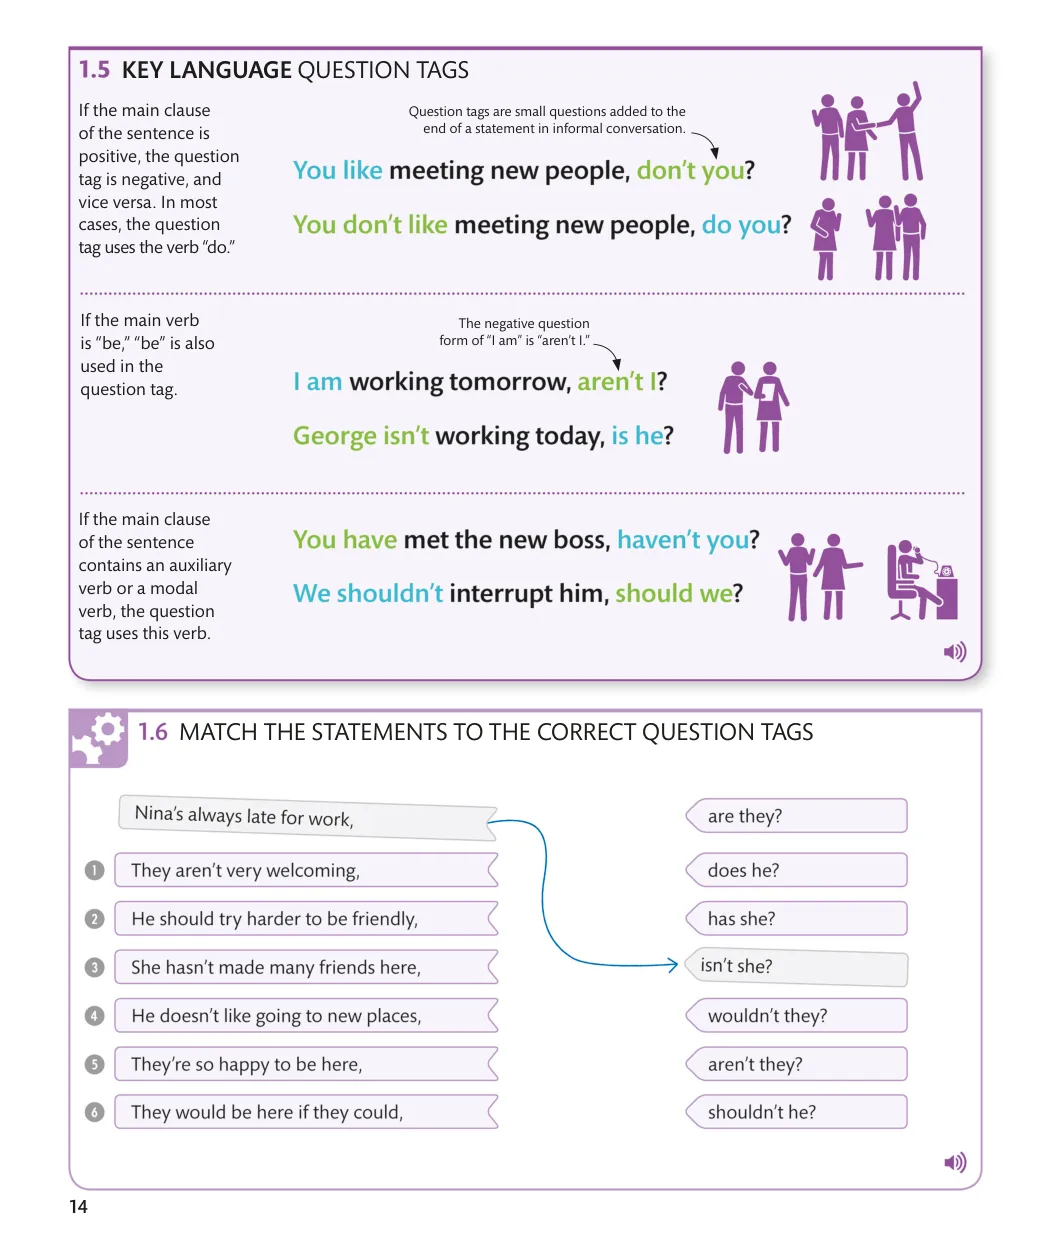 1.5 KEY LANGUAGE QUESTION TAGS
If the main clause
of the sentence is
positive, the question
tag is negative, and
vice versa. In most
cases, the question
tag uses the verb “do.”
Question tags are small questions added to the
end of a statement in informal conversation.
You like meeting new people, don’t you?
You don’t like meeting new people, do you?
If the main verb
is “be,” “be” is also
used in the
question tag.
The negative question
form of “I am” is “aren’t I.”
I am working tomorrow, aren’t I?
George isn’t working today, is he?
If the main clause
of the sentence
contains an auxiliary
verb or a modal
verb, the question
tag uses this verb.
You have met the new boss, haven’t you?
We shouldn’t interrupt him, should we?
1.6 MATCH THE STATEMENTS TO THE CORRECT QUESTION TAGS
Nina’s always late for work,
are they?
1 They aren’t very welcoming,
does he?
2 He should try harder to be friendly,
has she?
3 She hasn’t made many friends here,
isn’t she?
4 He doesn’t like going to new places,
wouldn’t they?
5 They’re so happy to be here,
aren’t they?
6 They would be here if they could,
shouldn’t he?
14